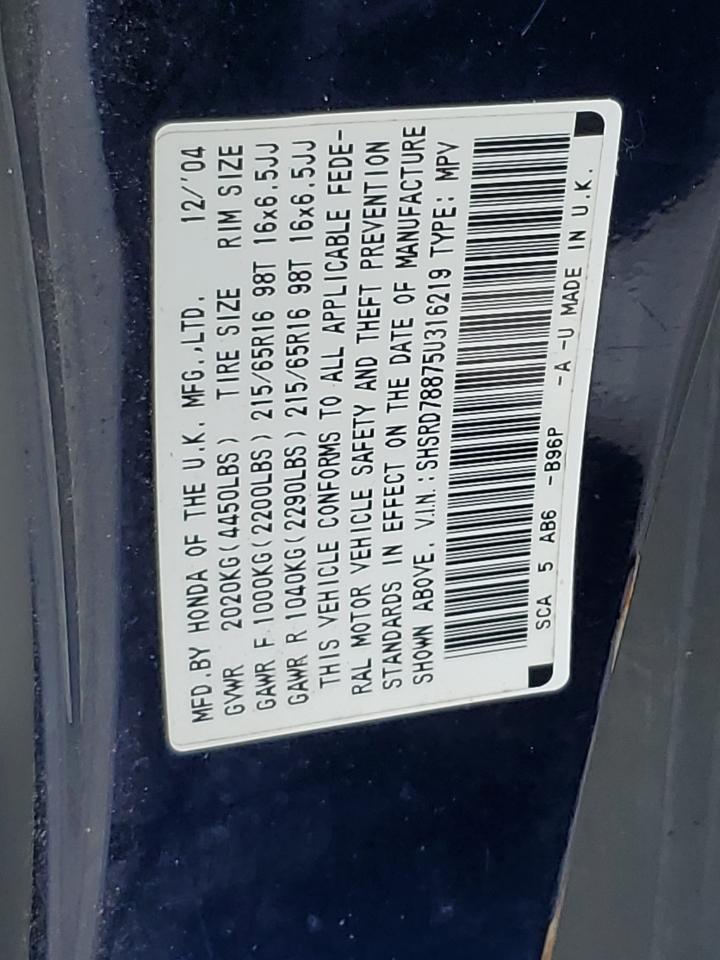 MFD.BY HONDA OF THE U.K. MFG.,LTD. 12/'04
GVWR 2020KG(4450LBS) TIRE SIZE RIM SIZE
GAWR F 1000KG(2200LBS) 215/65R16 98T 16x6.5JJ
GAWR R 1040KG(2290LBS) 215/65R16 98T 16x6.5JJ
THIS VEHICLE CONFORMS TO ALL APPLICABLE FEDE-
RAL MOTOR VEHICLE SAFETY AND THEFT PREVENTION
STANDARDS IN EFFECT ON THE DATE OF MANUFACTURE
SHOWN ABOVE. V.I.N.:SHSRD78875U316219 TYPE: MPV
SCA 5 AB6 -B96P -A -U MADE IN U.K.